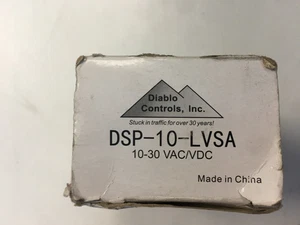 Diablo
Controls, Inc.
Stuck in traffic for over 30 years!
DSP-10-LVSA
10-30 VAC/VDC
Made in China